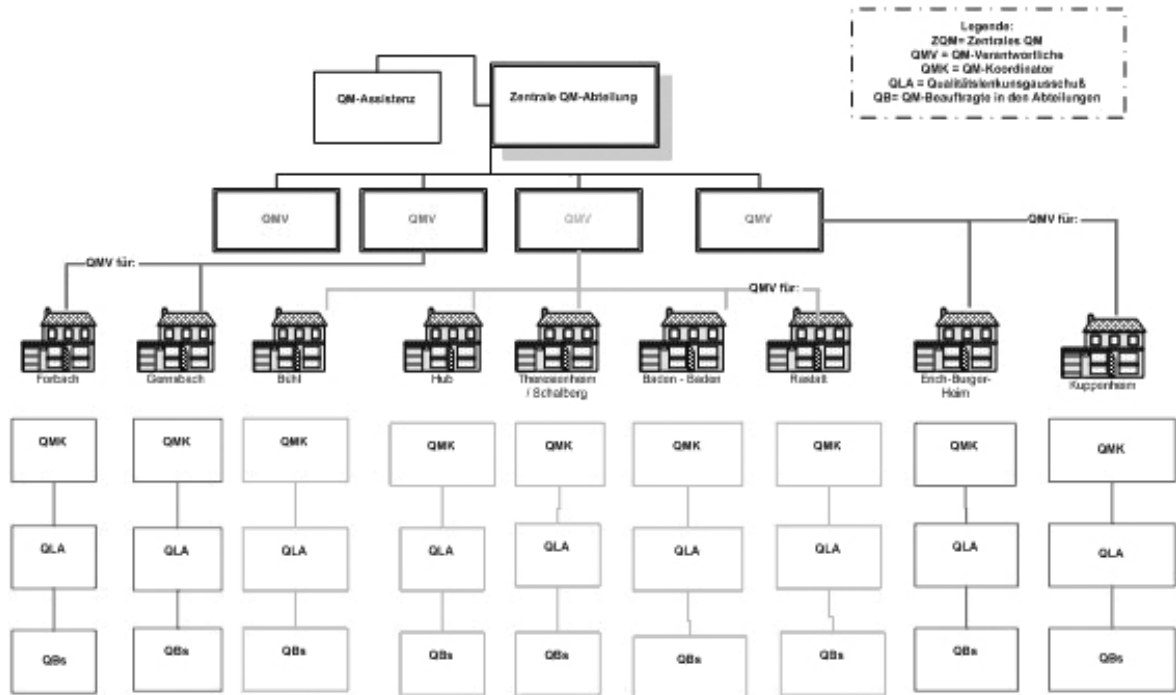 Legende:
ZQM= Zentrales QM
QMV = QM-Verantwortliche
QMK = QM-Koordinator
QLA = Qualitätslenkunsgausschuß
QB= QM-Beauftragte in den Abteilungen
QM-Assistenz
Zentrale QM-Abteilung
QMV
QMV
QMV
QMV
QMV für:
QMV für:
QMV für:
Forbach
Gernsbach
Bühl
Hub
Theresenheim
/ Schafberg
Baden - Baden
Rastatt
Erich-Burger-
Heim
Kuppenheim
QMK
QMK
QMK
QMK
QMK
QMK
QMK
QMK
QMK
QLA
QLA
QLA
QLA
QLA
QLA
QLA
QLA
QLA
QBs
QBs
QBs
QBs
QBs
QBs
QBs
QBs
QBs